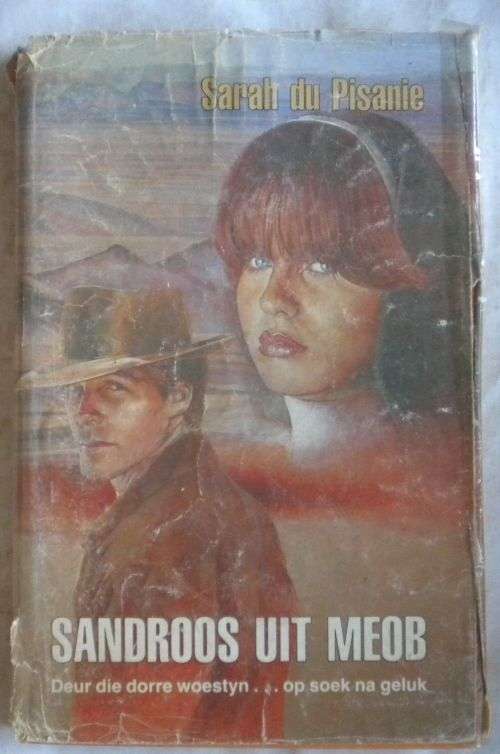 Sarah du Pisanie
SANDROOS UIT MEOB
Deur die dorre woestyn . . . op soek na geluk